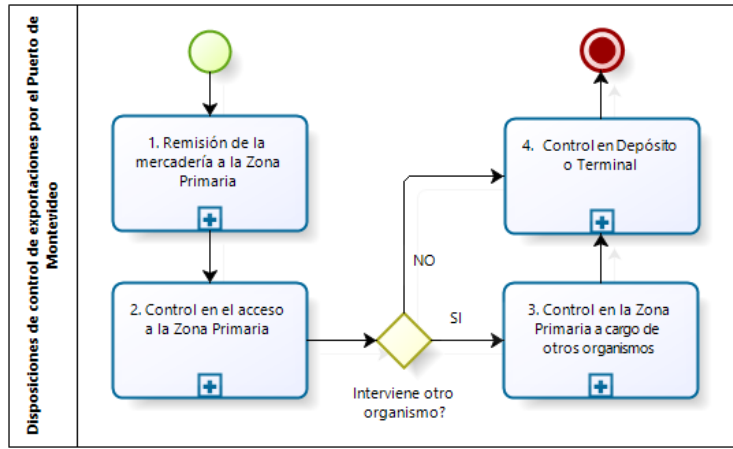 Disposiciones de control de exportaciones por el Puerto de
Montevideo
1. Remisión de la
mercadería a la Zona
Primaria
2. Control en el acceso
a la Zona Primaria
Interviene otro
organismo?
NO
SI
3. Control en la Zona
Primaria a cargo de
otros organismos
4. Control en Depósito
o Terminal